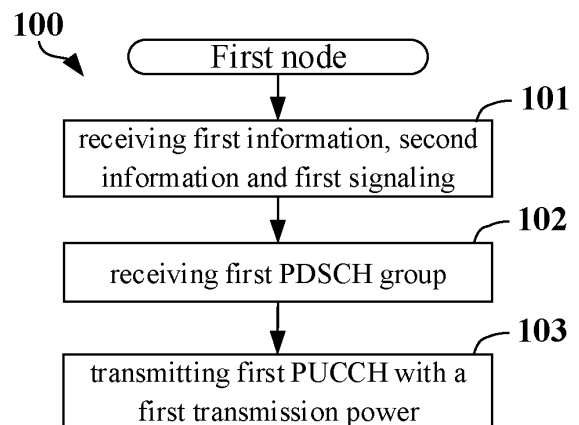 100
First node
101
receiving first information, second
information and first signaling
102
receiving first PDSCH group
103
transmitting first PUCCH with a
first transmission power